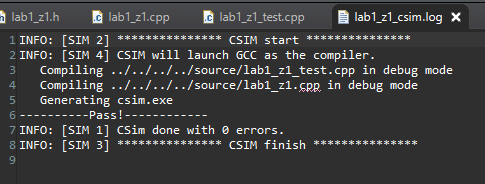 lab1_z1.h lab1_z1.cpp lab1_z1_test.cpp lab1_z1_csim.log
1 INFO: [SIM 2] *************** CSIM start ***************
2 INFO: [SIM 4] CSIM will launch GCC as the compiler.
3 Compiling ../../../../source/lab1_z1_test.cpp in debug mode
4 Compiling ../../../../source/lab1_z1.cpp in debug mode
5 Generating csim.exe
6 ----------Pass!------------
7 INFO: [SIM 1] CSim done with 0 errors.
8 INFO: [SIM 3] *************** CSIM finish ***************
9